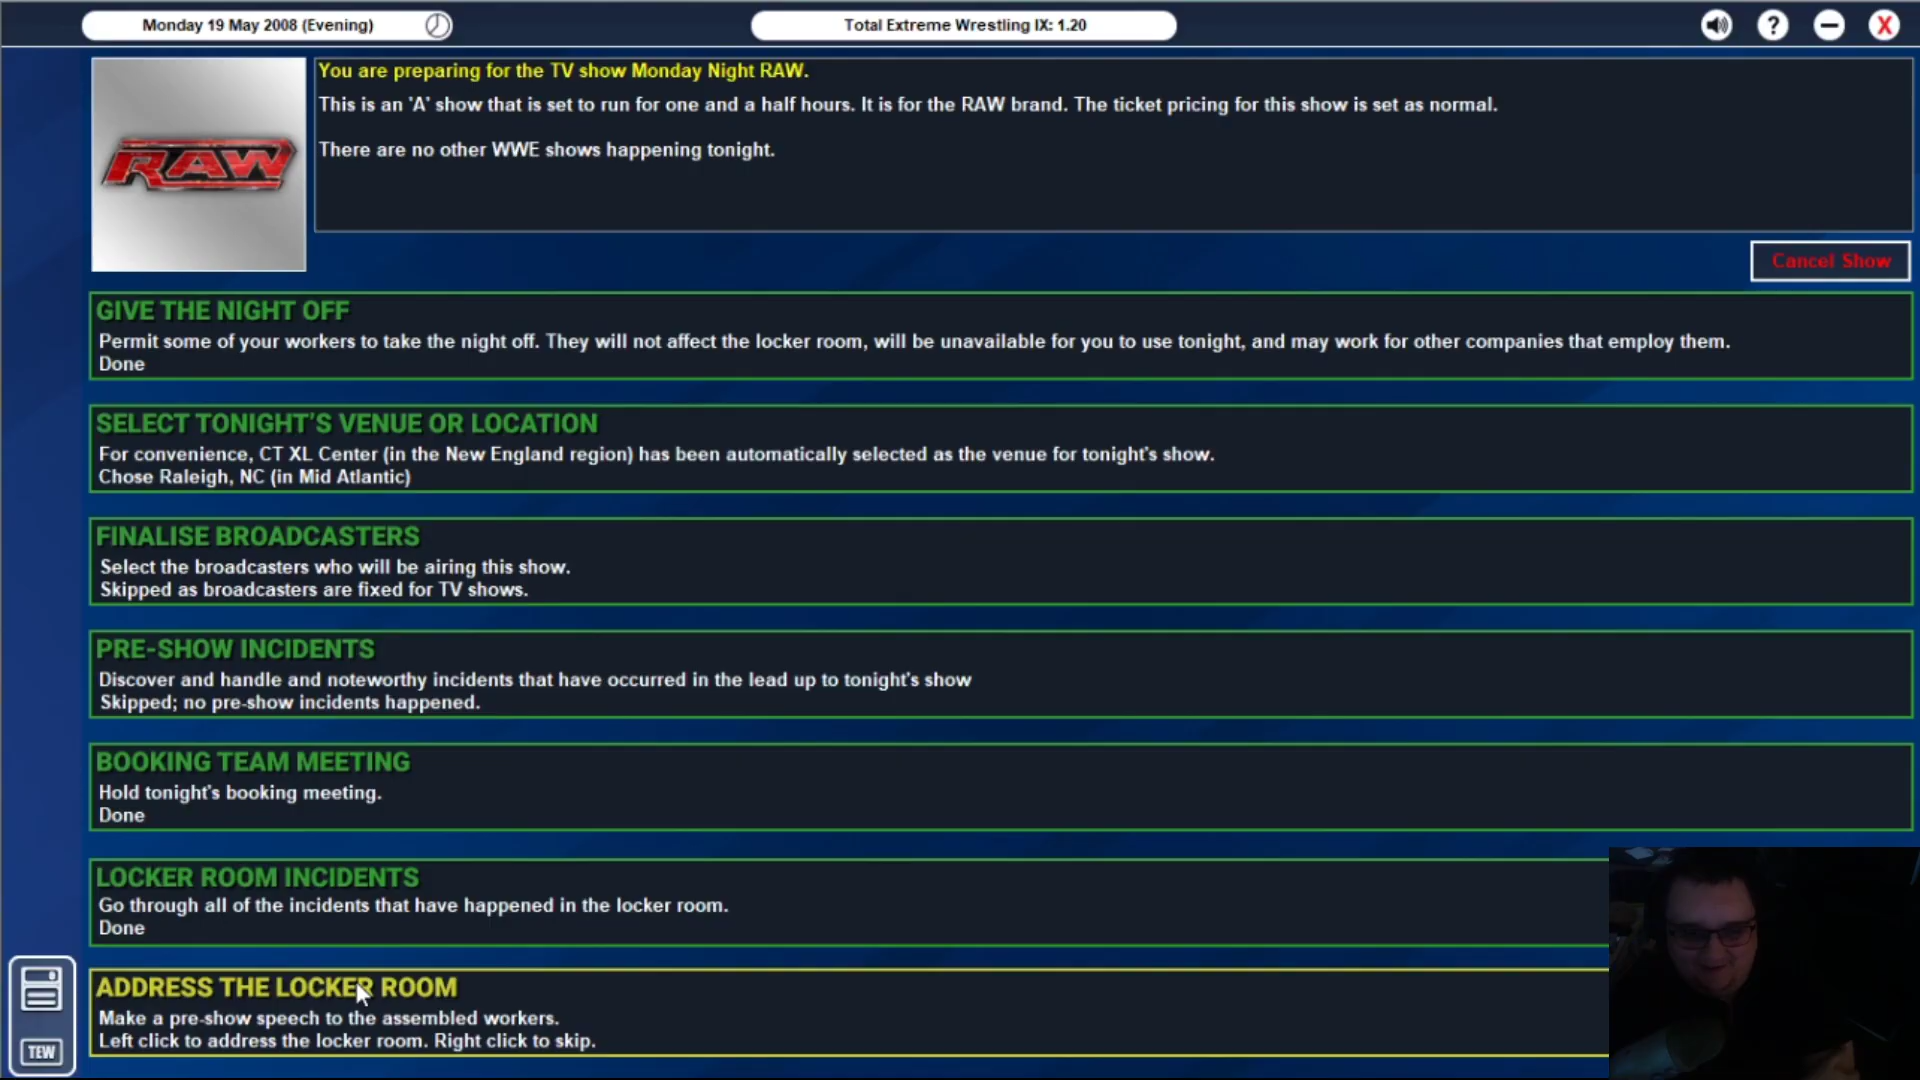 Monday 19 May 2008 (Evening)
Total Extreme Wrestling IX: 1.20
?
X
RAW
You are preparing for the TV show Monday Night RAW.
This is an 'A' show that is set to run for one and a half hours. It is for the RAW brand. The ticket pricing for this show is set as normal.
There are no other WWE shows happening tonight.
Cancel Show
GIVE THE NIGHT OFF
Permit some of your workers to take the night off. They will not affect the locker room, will be unavailable for you to use tonight, and may work for other companies that employ them.
Done
SELECT TONIGHT'S VENUE OR LOCATION
For convenience, CT XL Center (in the New England region) has been automatically selected as the venue for tonight's show.
Chose Raleigh, NC (in Mid Atlantic)
FINALISE BROADCASTERS
Select the broadcasters who will be airing this show.
Skipped as broadcasters are fixed for TV shows.
PRE-SHOW INCIDENTS
Discover and handle and noteworthy incidents that have occurred in the lead up to tonight's show
Skipped; no pre-show incidents happened.
BOOKING TEAM MEETING
Hold tonight's booking meeting.
Done
LOCKER ROOM INCIDENTS
Go through all of the incidents that have happened in the locker room.
Done
ADDRESS THE LOCKER ROOM
Make a pre-show speech to the assembled workers.
Left click to address the locker room. Right click to skip.
TEW